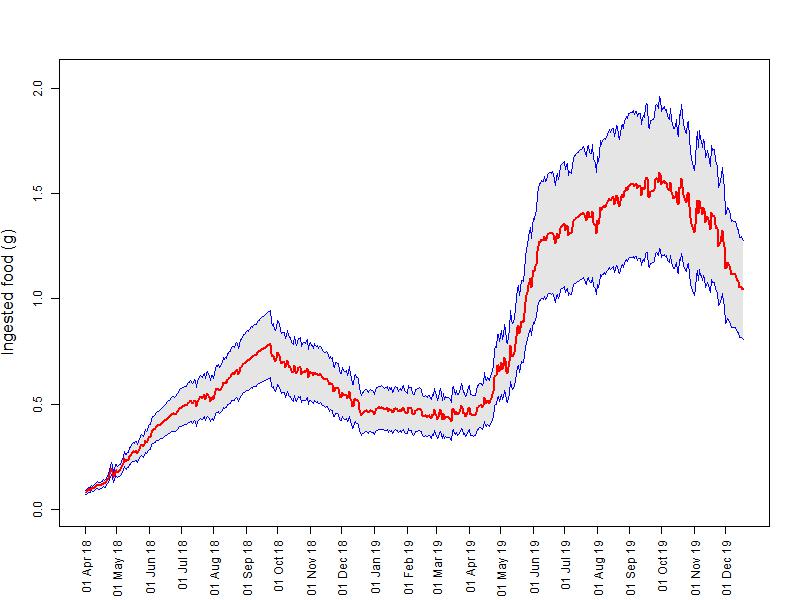 Ingested food (g)
2.0
1.5
1.0
0.5
0.0
01 Apr 18
01 May 18
01 Jun 18
01 Jul 18
01 Aug 18
01 Sep 18
01 Oct 18
01 Nov 18
01 Dec 18
01 Jan 19
01 Feb 19
01 Mar 19
01 Apr 19
01 May 19
01 Jun 19
01 Jul 19
01 Aug 19
01 Sep 19
01 Oct 19
01 Nov 19
01 Dec 19